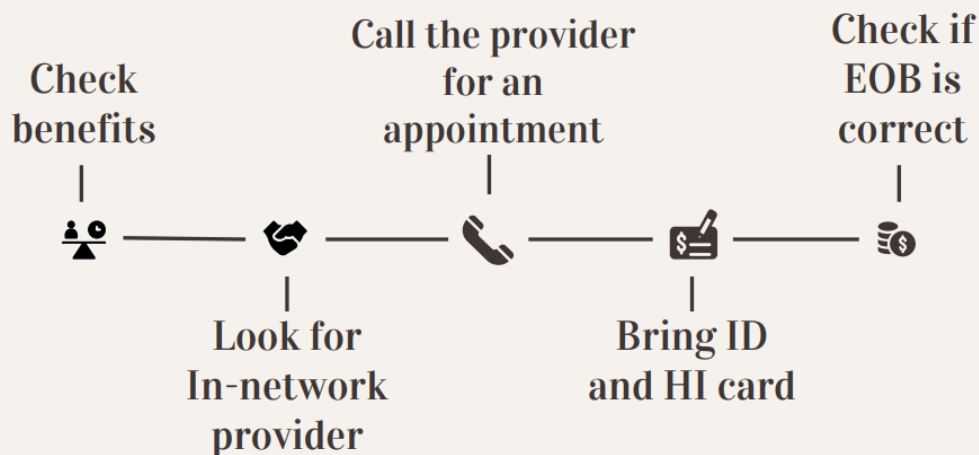 Check
benefits
Look for
In-network
provider
Call the provider
for an
appointment
Bring ID
and HI card
Check if
EOB is
correct